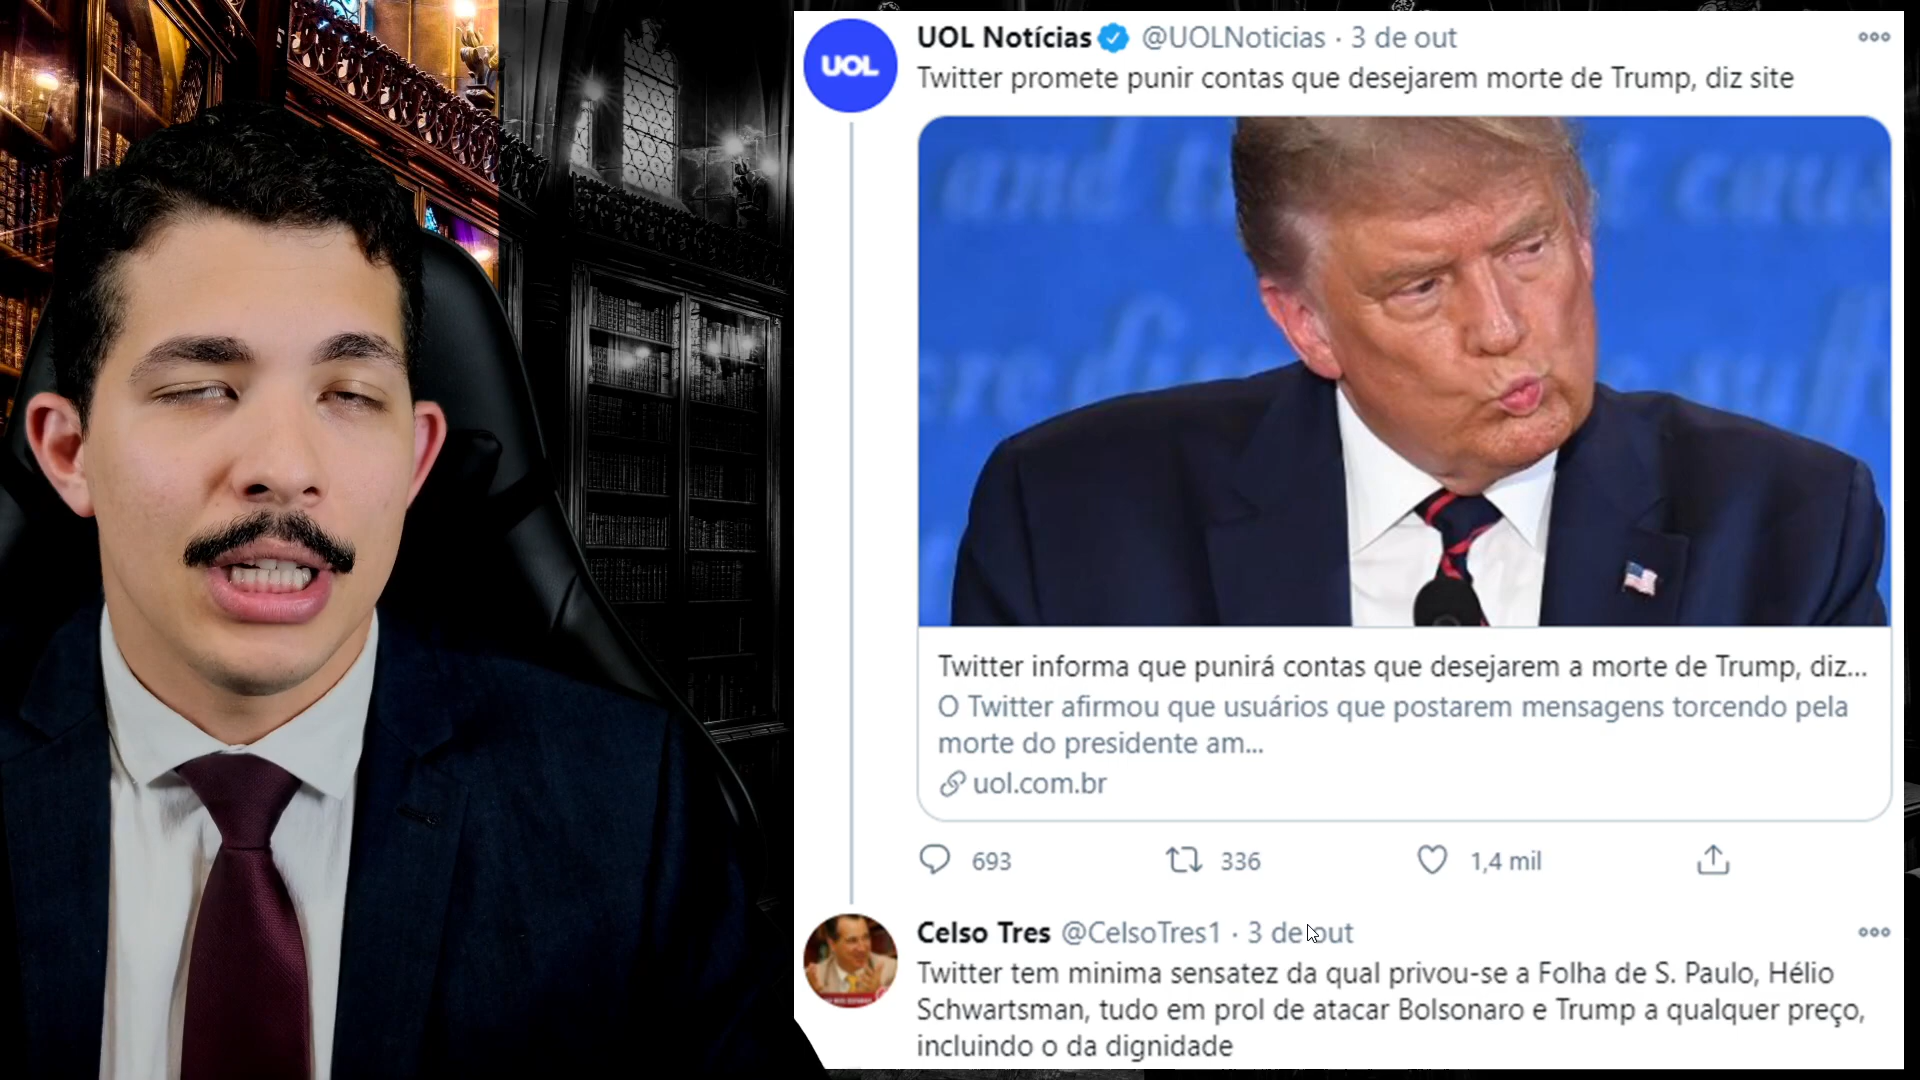 UOL Notícias @UOLNoticias · 3 de out
UOL
Twitter promete punir contas que desejarem morte de Trump, diz site
Twitter informa que punirá contas que desejarem a morte de Trump, diz...
O Twitter afirmou que usuários que postarem mensagens torcendo pela
morte do presidente am...
uol.com.br
693 336 1,4 mil
Celso Tres @CelsoTres1 · 3 de out
Twitter tem minima sensatez da qual privou-se a Folha de S. Paulo, Hélio
Schwartsman, tudo em prol de atacar Bolsonaro e Trump a qualquer preço,
incluindo o da dignidade